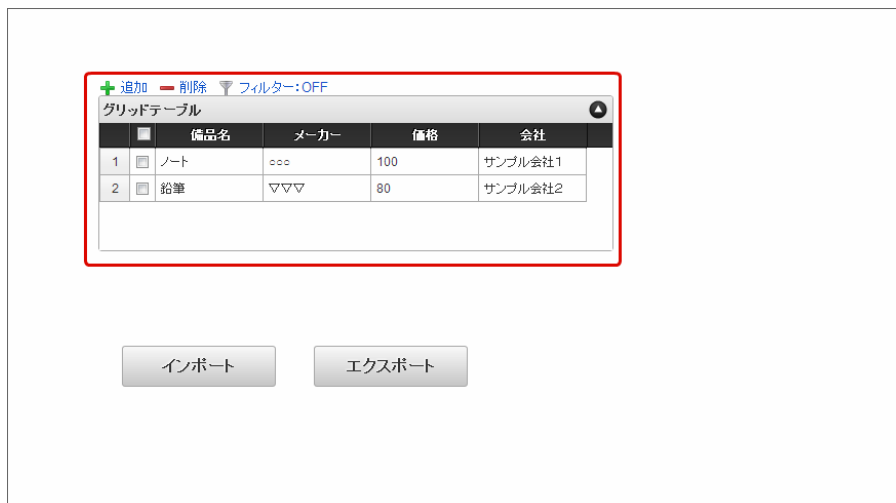 追加 削除 フィルター:OFF
グリッドテーブル
備品名 メーカー 価格 会社
1 ノート ○○○ 100 サンプル会社1
2 鉛筆 ▽▽▽ 80 サンプル会社2
インポート エクスポート